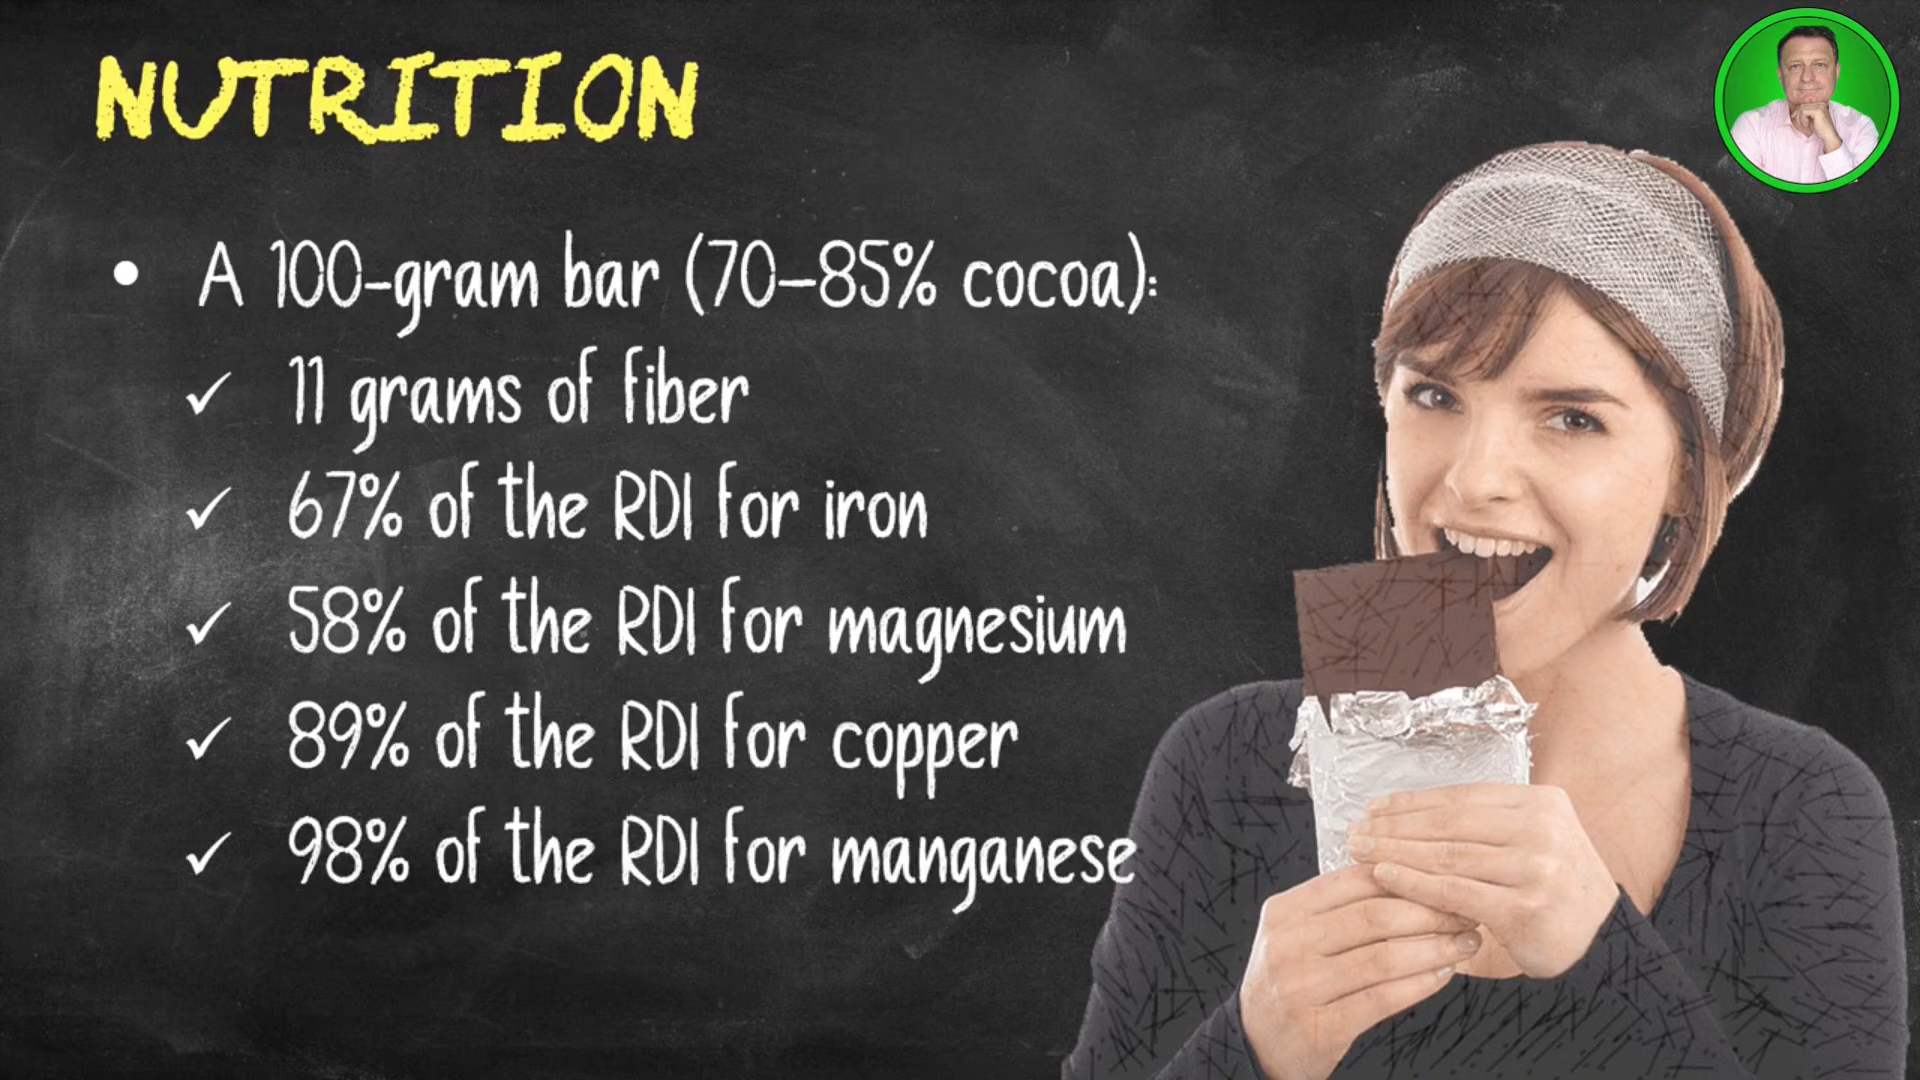 NUTRITION
• A 100-gram bar (70–85% cocoa):
✓ 11 grams of fiber
✓ 67% of the RDI for iron
✓ 58% of the RDI for magnesium
✓ 89% of the RDI for copper
✓ 98% of the RDI for manganese